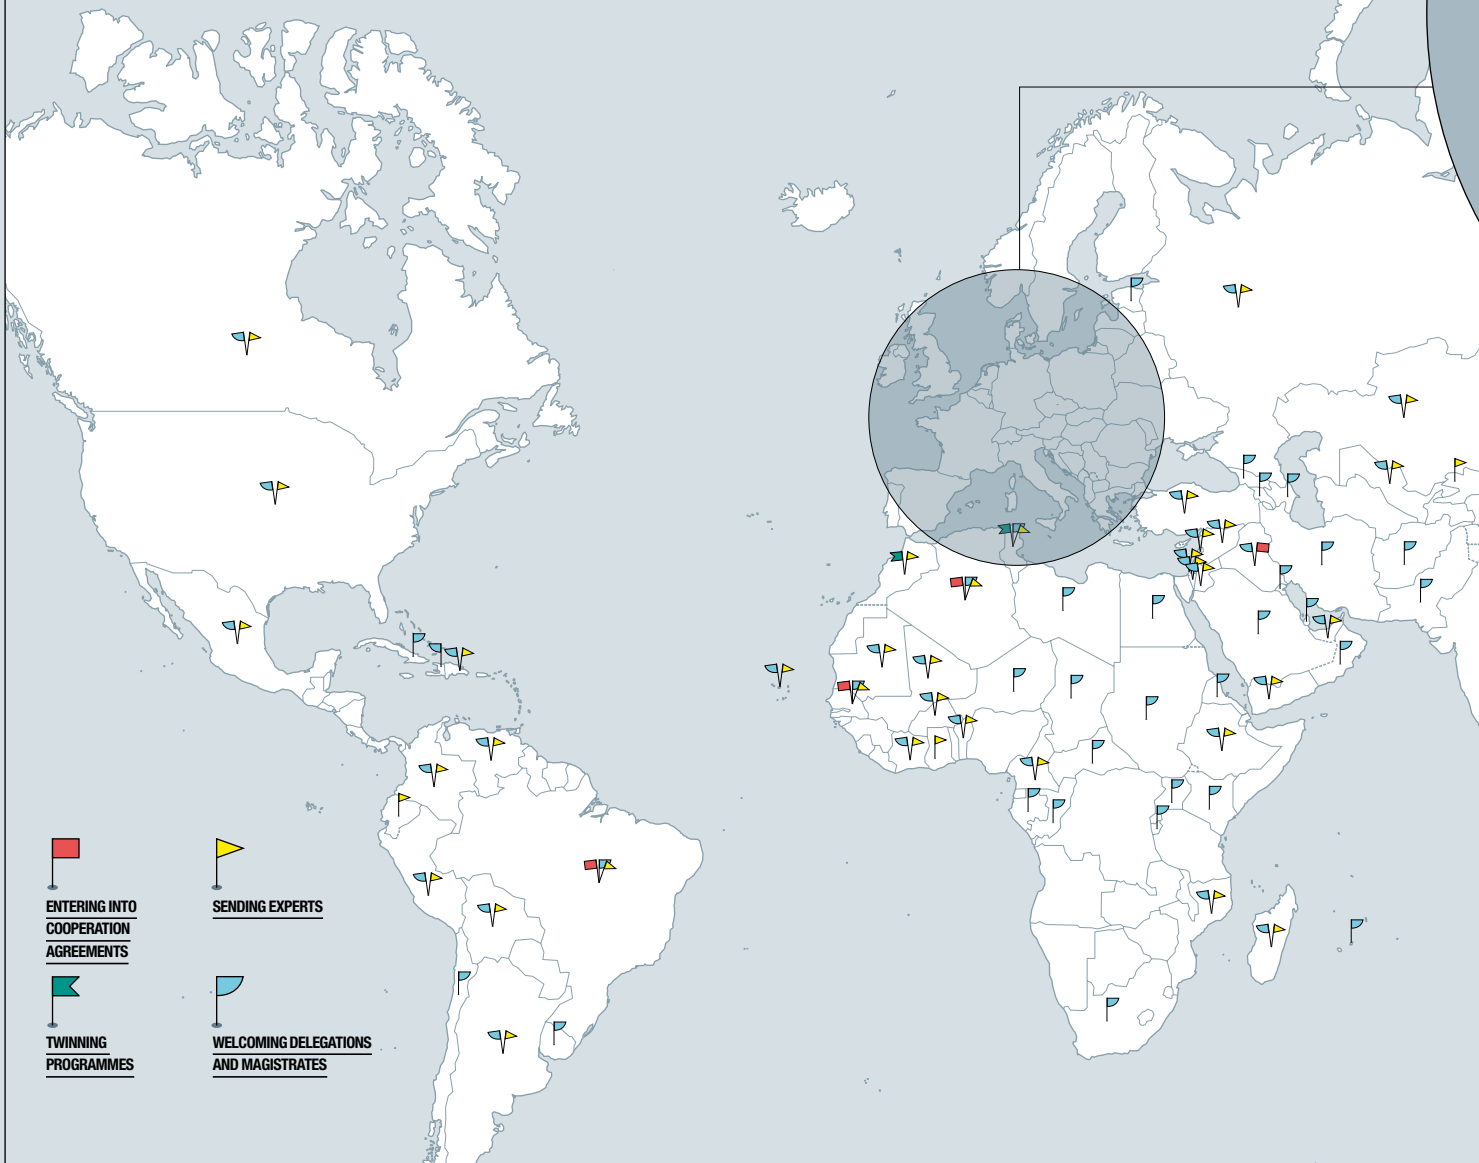 ENTERING INTO
COOPERATION
AGREEMENTS
SENDING EXPERTS
TWINNING
PROGRAMMES
WELCOMING DELEGATIONS
AND MAGISTRATES